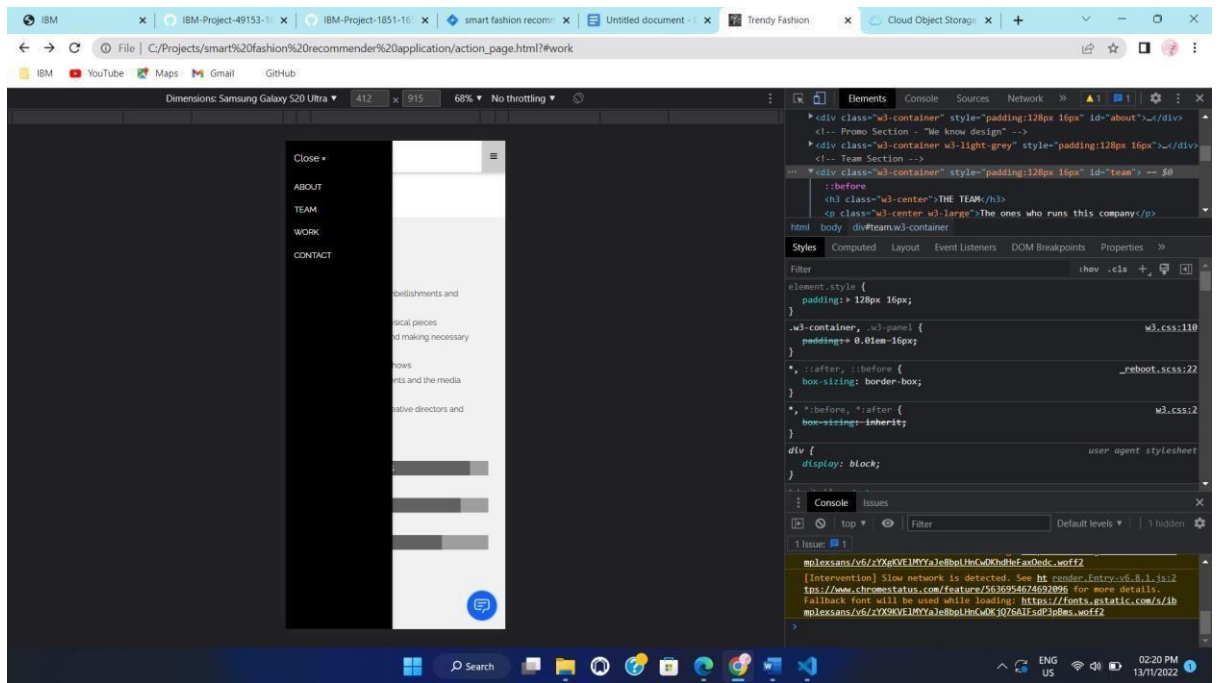 IBM
IBM-Project-49153-1
IBM-Project-1851-16
smart fashion recomm
Untitled document -
Trendy Fashion
Cloud Object Storage
File | C:/Projects/smart%20fashion%20recommender%20application/action_page.html?#work
IBM YouTube Maps Gmail GitHub
Dimensions: Samsung Galaxy S20 Ultra ▼ 412 x 915 68% ▼ No throttling ▼
Close ×
ABOUT
TEAM
WORK
CONTACT
bellishments and
sical pieces
d making necessary
hows
nts and the media
eative directors and
Elements Console Sources Network » 1 1
<div class="w3-container" style="padding:128px 16px" id="about">…</div>
<!-- Promo Section - "We know design" -->
<div class="w3-container w3-light-grey" style="padding:128px 16px">…</div>
<!-- Team Section -->
<div class="w3-container" style="padding:128px 16px" id="team"> == $0
::before
<h3 class="w3-center">THE TEAM</h3>
<p class="w3-center w3-large">The ones who runs this company</p>
html body div#team.w3-container
Styles Computed Layout Event Listeners DOM Breakpoints Properties »
Filter :hov .cls +
element.style {
padding: 128px 16px;
}
.w3-container, .w3-panel { w3.css:110
padding: 0.01em 16px;
}
*, ::after, ::before { _reboot.scss:22
box-sizing: border-box;
}
*, *:before, *:after { w3.css:2
box-sizing: inherit;
}
div { user agent stylesheet
display: block;
}
Console Issues
top ▼ Filter Default levels ▼ 1 hidden
1 Issue: 1
mplexsans/v6/zYXgKVElMYYaJe8bpLHnCwDKhdHeFaxOedc.woff2
[Intervention] Slow network is detected. See ht render.Entry-v6.8.1.js:2
tps://www.chromestatus.com/feature/5636954674692096 for more details.
Fallback font will be used while loading: https://fonts.gstatic.com/s/ib
mplexsans/v6/zYX9KVElMYYaJe8bpLHnCwDKjQ76AIFsdP3pBms.woff2
Search
ENG
US
02:20 PM
13/11/2022
1